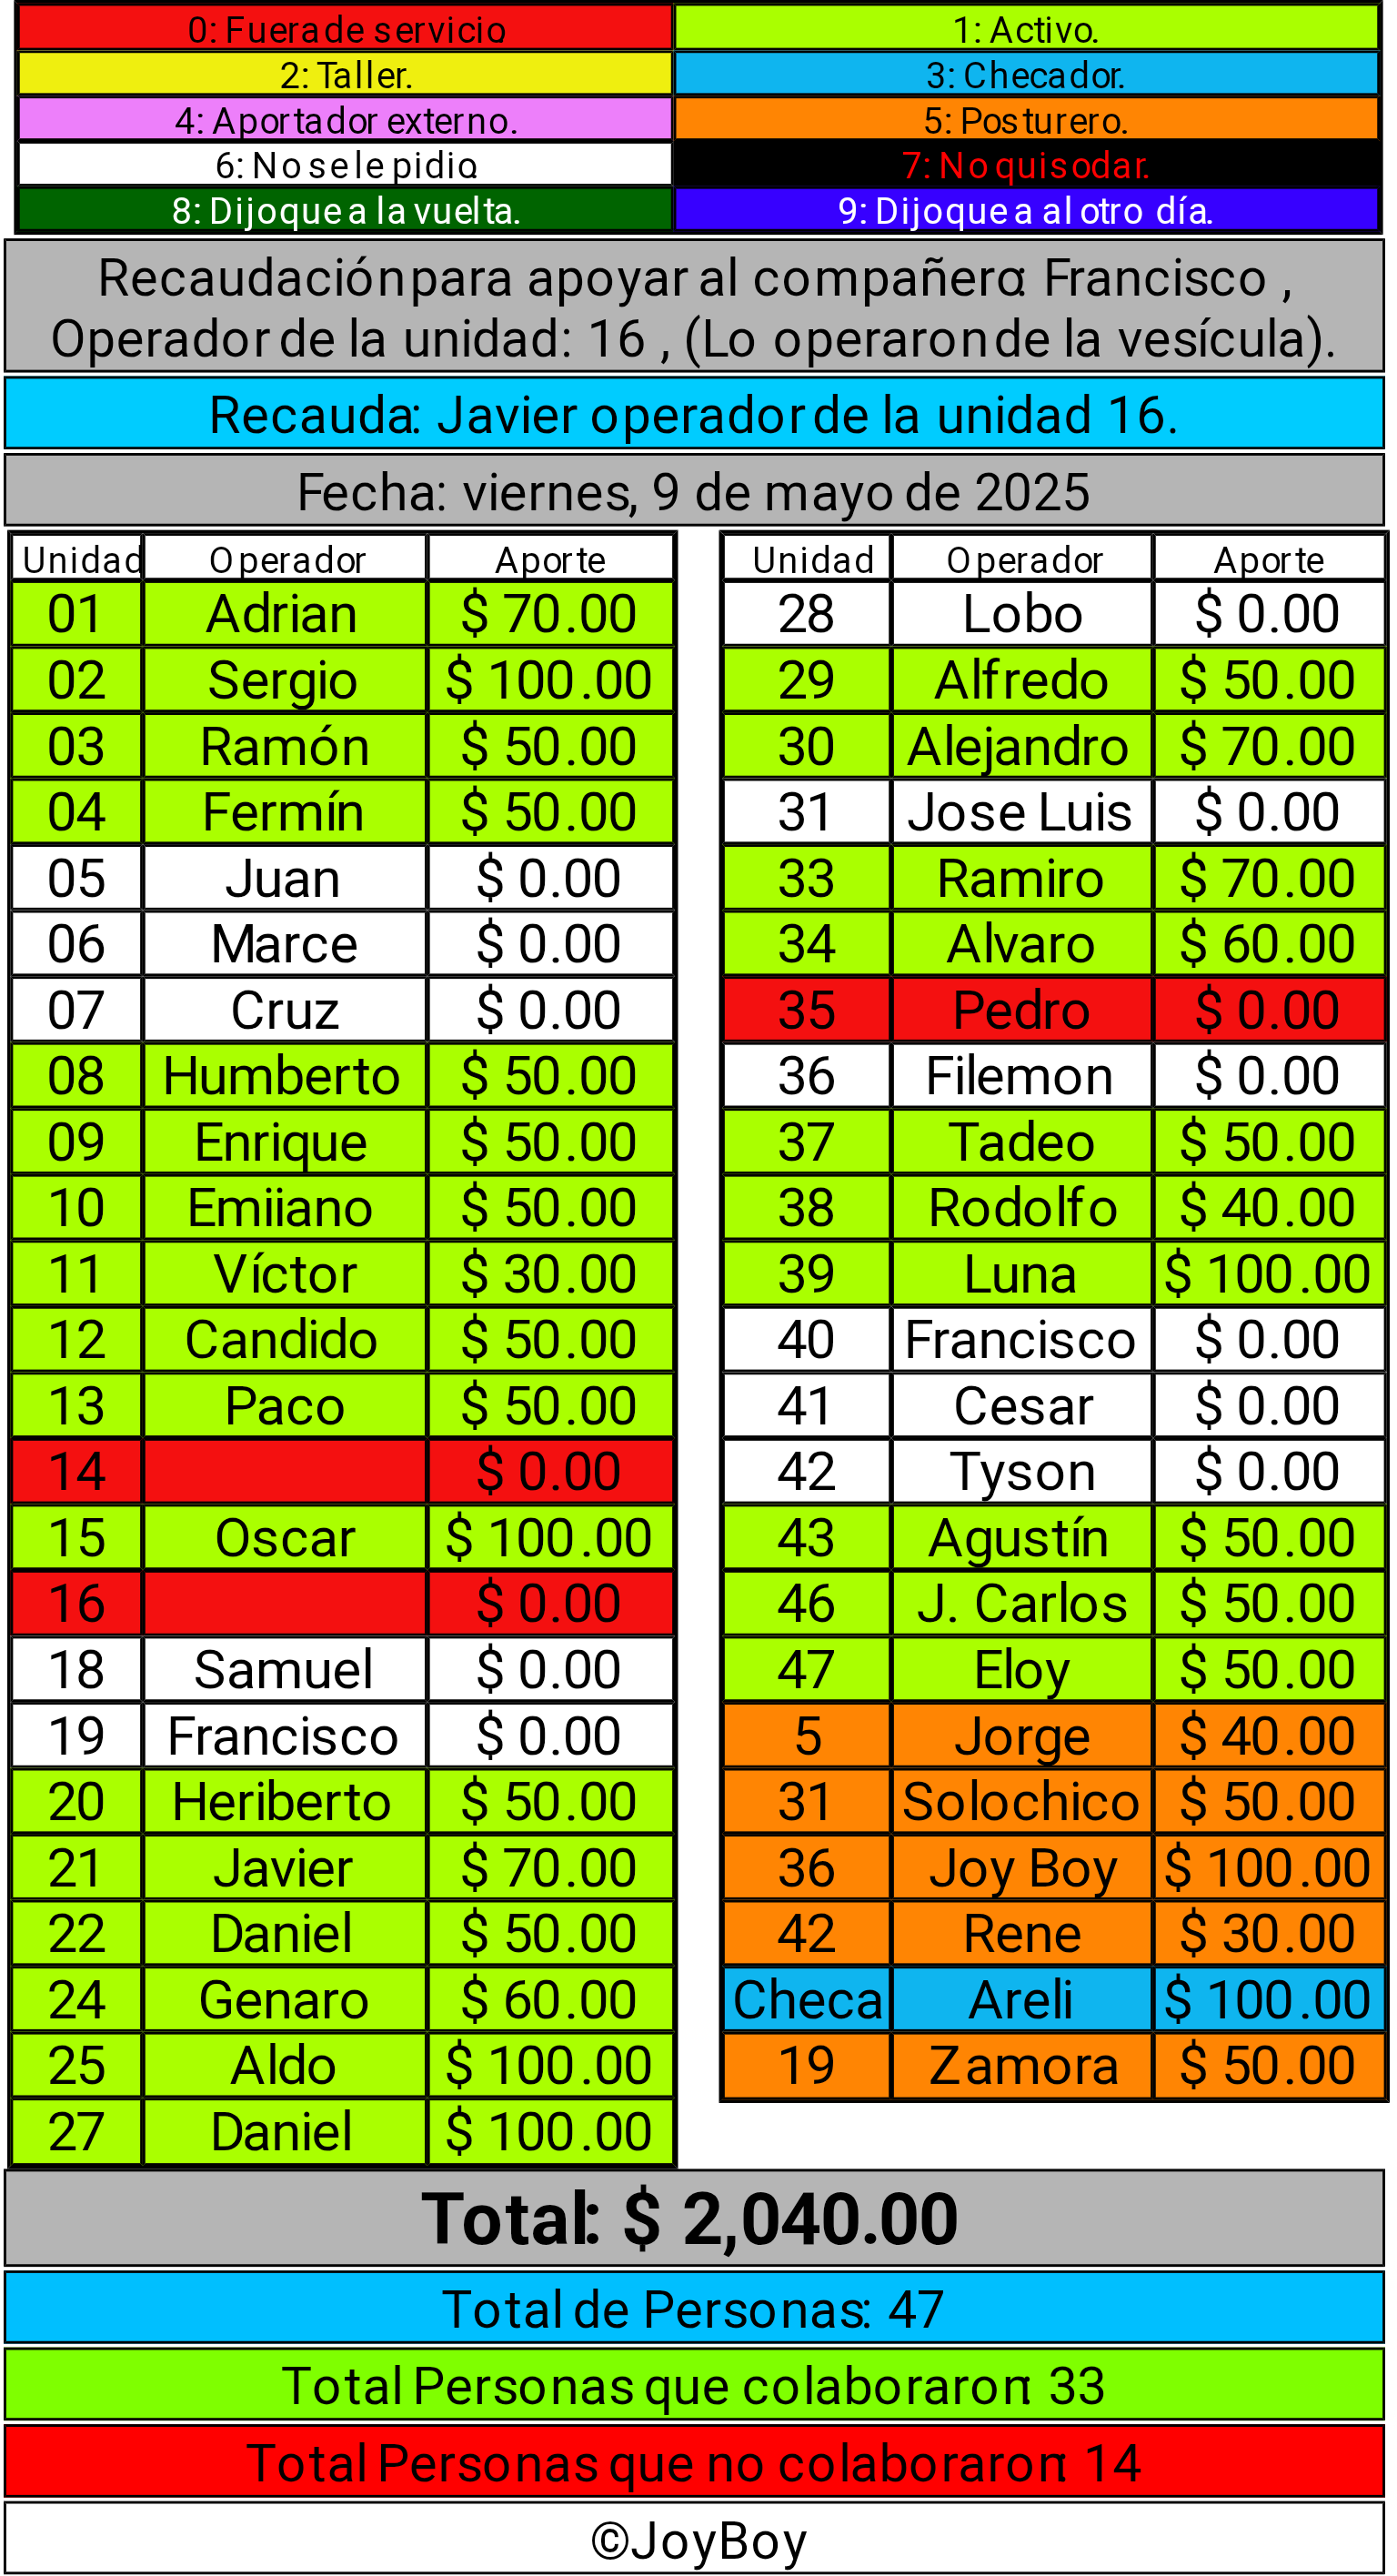 0: Fuera de servicio.
1: Activo.
2: Taller.
3: Checador.
4: Aportador externo.
5: Posturero.
6: No se le pidio.
7: No quiso dar.
8: Dijo que a la vuelta.
9: Dijo que a al otro día.
Recaudación para apoyar al compañero: Francisco ,
Operador de la unidad: 16 , (Lo operaron de la vesícula).
Recauda: Javier operador de la unidad 16.
Fecha: viernes, 9 de mayo de 2025
Unidad Operador Aporte
01 Adrian $ 70.00
02 Sergio $ 100.00
03 Ramón $ 50.00
04 Fermín $ 50.00
05 Juan $ 0.00
06 Marce $ 0.00
07 Cruz $ 0.00
08 Humberto $ 50.00
09 Enrique $ 50.00
10 Emiiano $ 50.00
11 Víctor $ 30.00
12 Candido $ 50.00
13 Paco $ 50.00
14 $ 0.00
15 Oscar $ 100.00
16 $ 0.00
18 Samuel $ 0.00
19 Francisco $ 0.00
20 Heriberto $ 50.00
21 Javier $ 70.00
22 Daniel $ 50.00
24 Genaro $ 60.00
25 Aldo $ 100.00
27 Daniel $ 100.00
Unidad Operador Aporte
28 Lobo $ 0.00
29 Alfredo $ 50.00
30 Alejandro $ 70.00
31 Jose Luis $ 0.00
33 Ramiro $ 70.00
34 Alvaro $ 60.00
35 Pedro $ 0.00
36 Filemon $ 0.00
37 Tadeo $ 50.00
38 Rodolfo $ 40.00
39 Luna $ 100.00
40 Francisco $ 0.00
41 Cesar $ 0.00
42 Tyson $ 0.00
43 Agustín $ 50.00
46 J. Carlos $ 50.00
47 Eloy $ 50.00
5 Jorge $ 40.00
31 Solochico $ 50.00
36 Joy Boy $ 100.00
42 Rene $ 30.00
Checa Areli $ 100.00
19 Zamora $ 50.00
Total: $ 2,040.00
Total de Personas: 47
Total Personas que colaboraron: 33
Total Personas que no colaboraron: 14
©JoyBoy